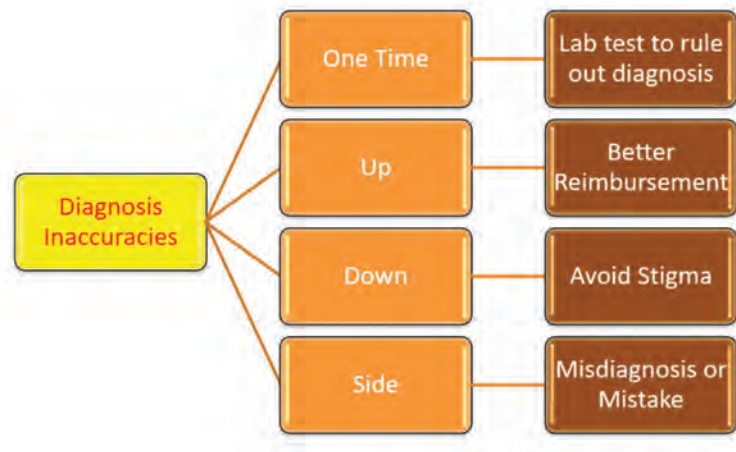 Diagnosis
Inaccuracies
One Time
Lab test to rule
out diagnosis
Up
Better
Reimbursement
Down
Avoid Stigma
Side
Misdiagnosis or
Mistake